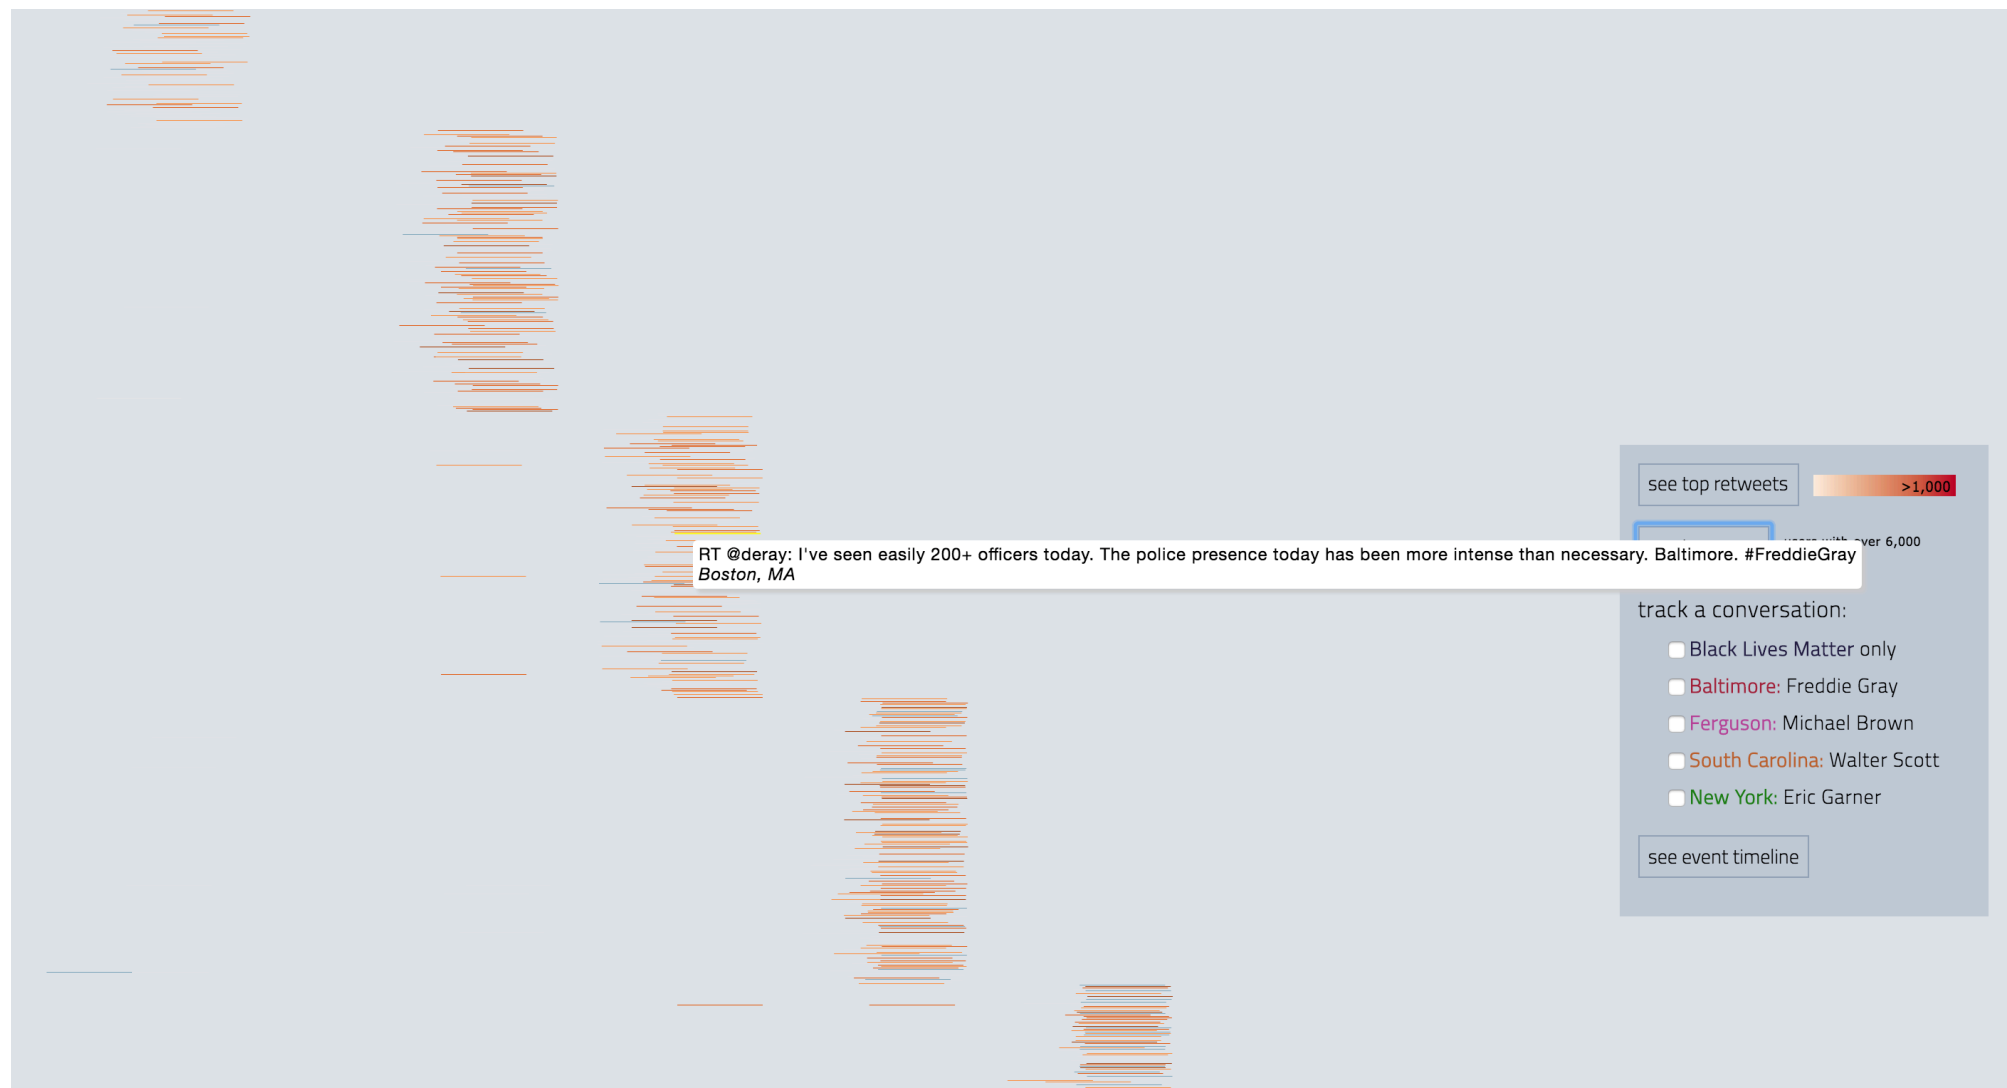 see top retweets
>1,000
over 6,000
RT @deray: I've seen easily 200+ officers today. The police presence today has been more intense than necessary. Baltimore. #FreddieGray
Boston, MA
track a conversation:
Black Lives Matter only
Baltimore: Freddie Gray
Ferguson: Michael Brown
South Carolina: Walter Scott
New York: Eric Garner
see event timeline